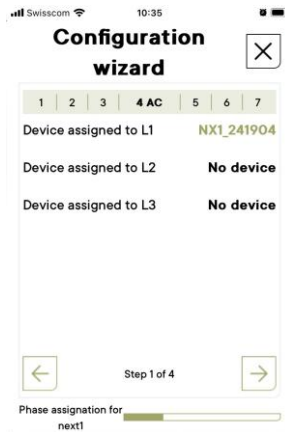 Swisscom 10:35
Configuration
wizard
1 2 3 4 AC 5 6 7
Device assigned to L1 NX1_241904
Device assigned to L2 No device
Device assigned to L3 No device
Step 1 of 4
Phase assignation for
next1